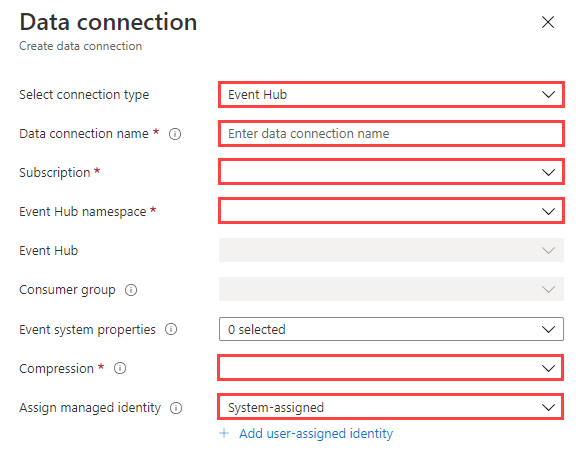 Data connection
Create data connection
Select connection type Event Hub
Data connection name * Enter data connection name
Subscription *
Event Hub namespace *
Event Hub
Consumer group
Event system properties 0 selected
Compression *
Assign managed identity System-assigned
+ Add user-assigned identity